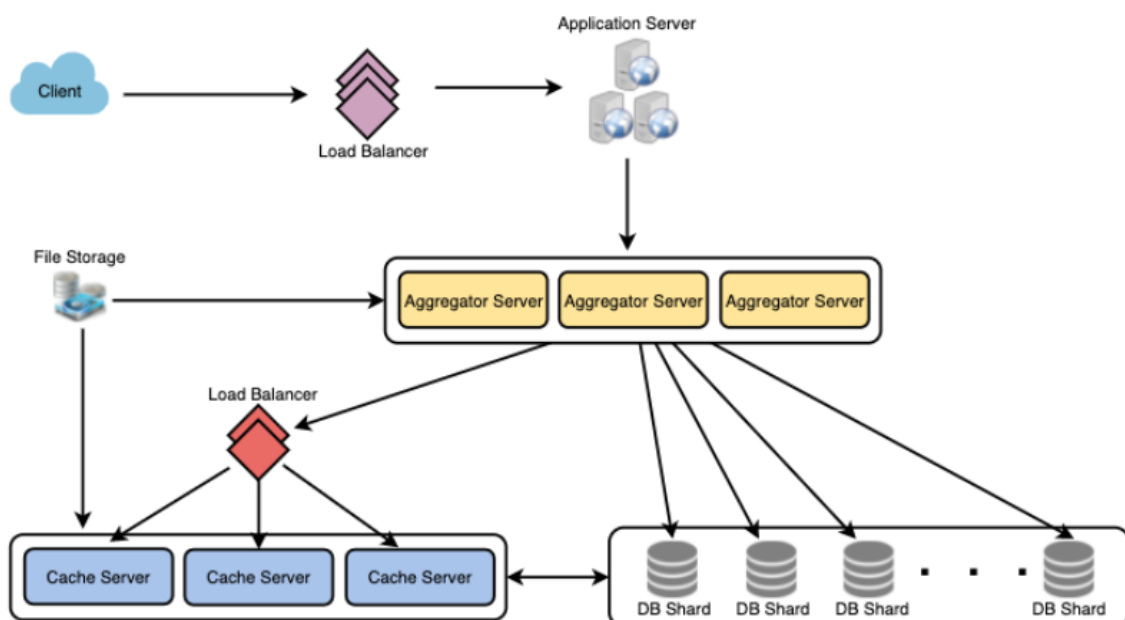 Application Server
Client
Load Balancer
File Storage
Aggregator Server
Aggregator Server
Aggregator Server
Load Balancer
Cache Server
Cache Server
Cache Server
DB Shard
DB Shard
DB Shard
DB Shard